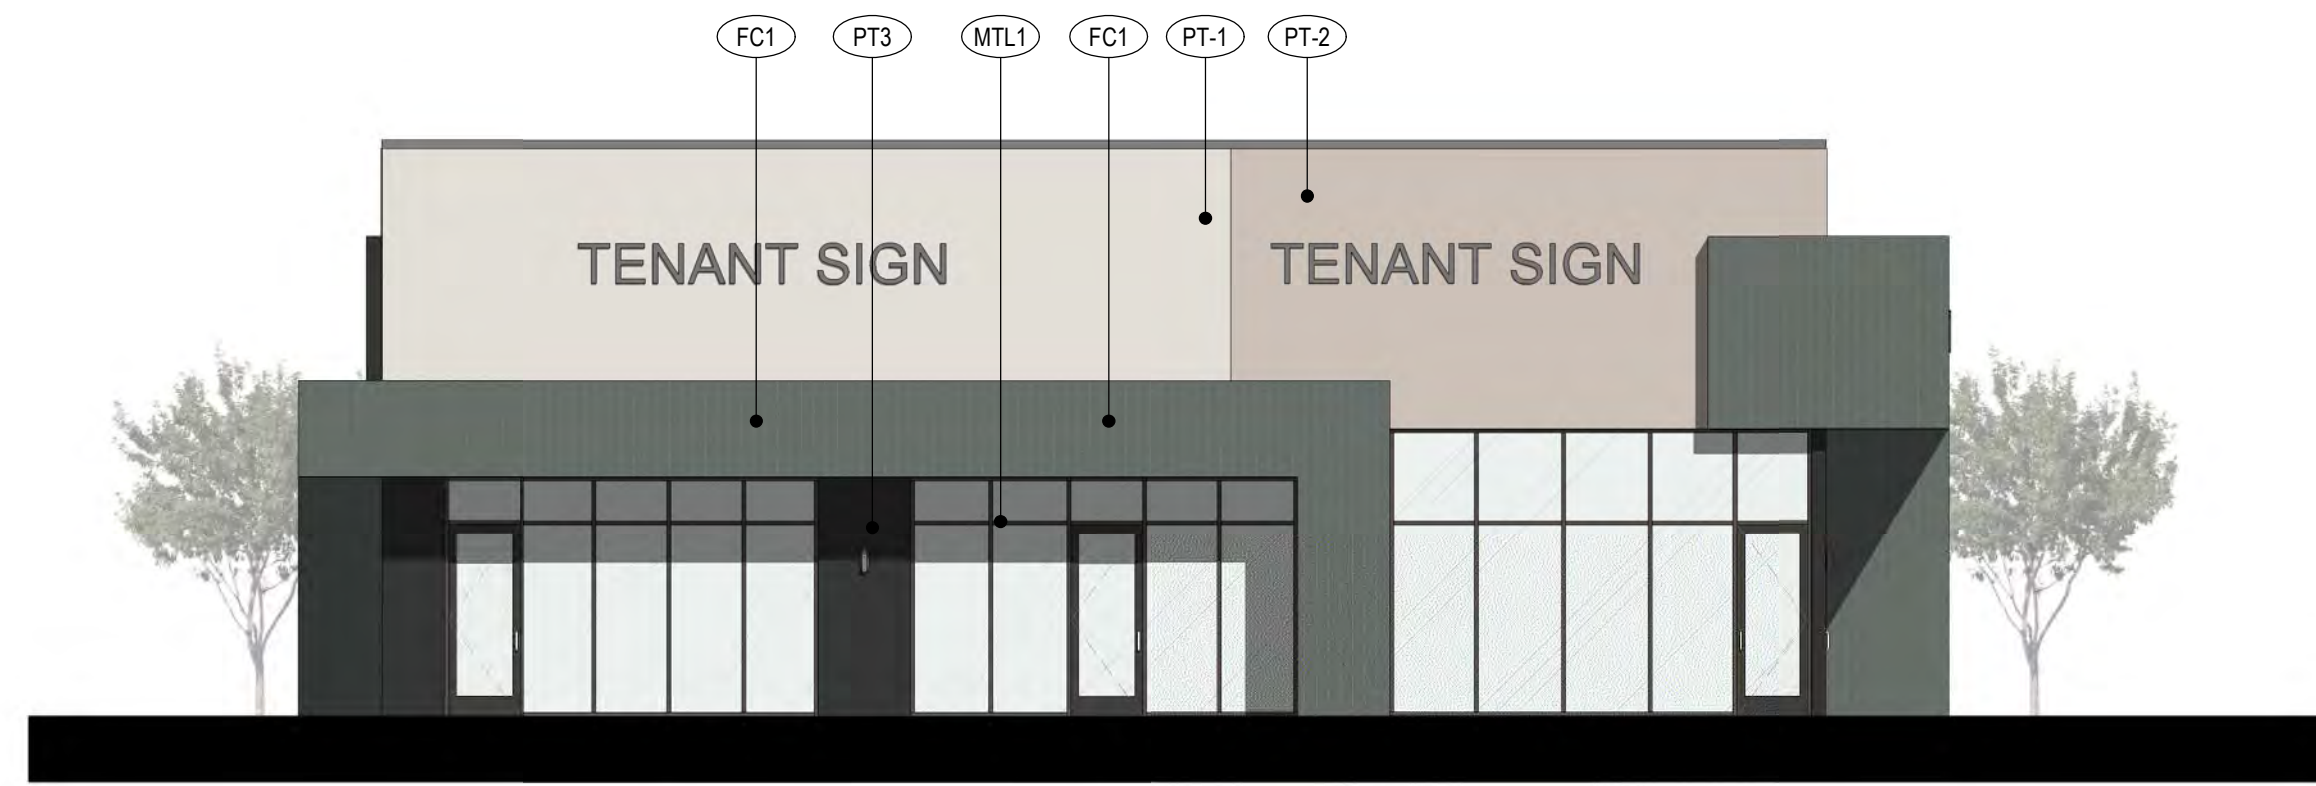 FC1 PT3 MTL1 FC1 PT-1 PT-2
TENANT SIGN TENANT SIGN